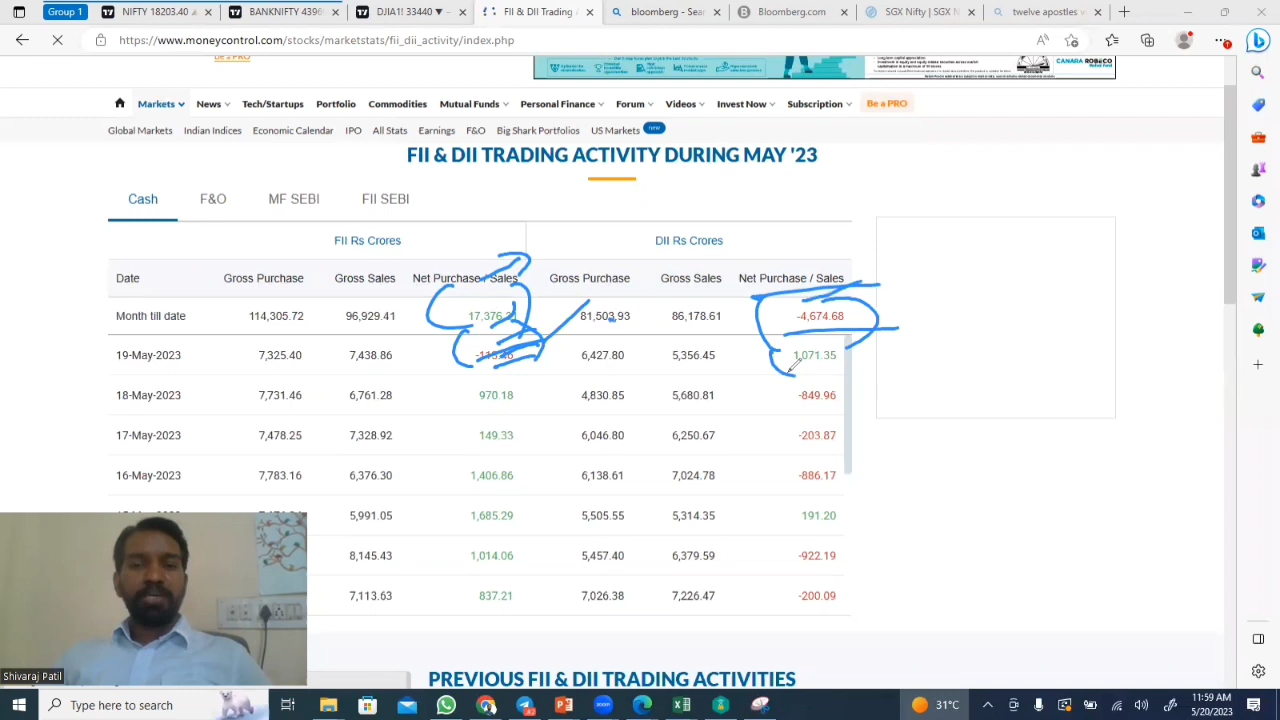 NIFTY 18203.40
BANKNIFTY 4396
DJIA1! 33440 ▼
FII & DII Trading A
bloomberg - Sear
SGX Nifty | SGX N
twelve apostles -
Group 1
https://www.moneycontrol.com/stocks/marketstats/fii_dii_activity/index.php
Be a PRO
CANARA ROBECO
Markets News Tech/Startups Portfolio Commodities Mutual Funds Personal Finance Forum Videos Invest Now Subscription Be a PRO
Global Markets Indian Indices Economic Calendar IPO All Stats Earnings F&O Big Shark Portfolios US Markets new
FII & DII TRADING ACTIVITY DURING MAY '23
Cash F&O MF SEBI FII SEBI
FII Rs Crores DII Rs Crores
Date Gross Purchase Gross Sales Net Purchase / Sales Gross Purchase Gross Sales Net Purchase / Sales
Month till date 114,305.72 96,929.41 81,503.93 86,178.61 -4,674.68
19-May-2023 7,325.40 7,438.86 6,427.80 5,356.45 1,071.35
18-May-2023 7,731.46 6,761.28 970.18 4,830.85 5,680.81 -849.96
17-May-2023 7,478.25 7,328.92 149.33 6,046.80 6,250.67 -203.87
16-May-2023 7,783.16 6,376.30 1,406.86 6,138.61 7,024.78 -886.17
5,991.05 1,685.29 5,505.55 5,314.35 191.20
8,145.43 1,014.06 5,457.40 6,379.59 -922.19
7,113.63 837.21 7,026.38 7,226.47 -200.09
Shivaraj Patil
PREVIOUS FII & DII TRADING ACTIVITIES
Type here to search
31°C
11:59 AM
5/20/2023